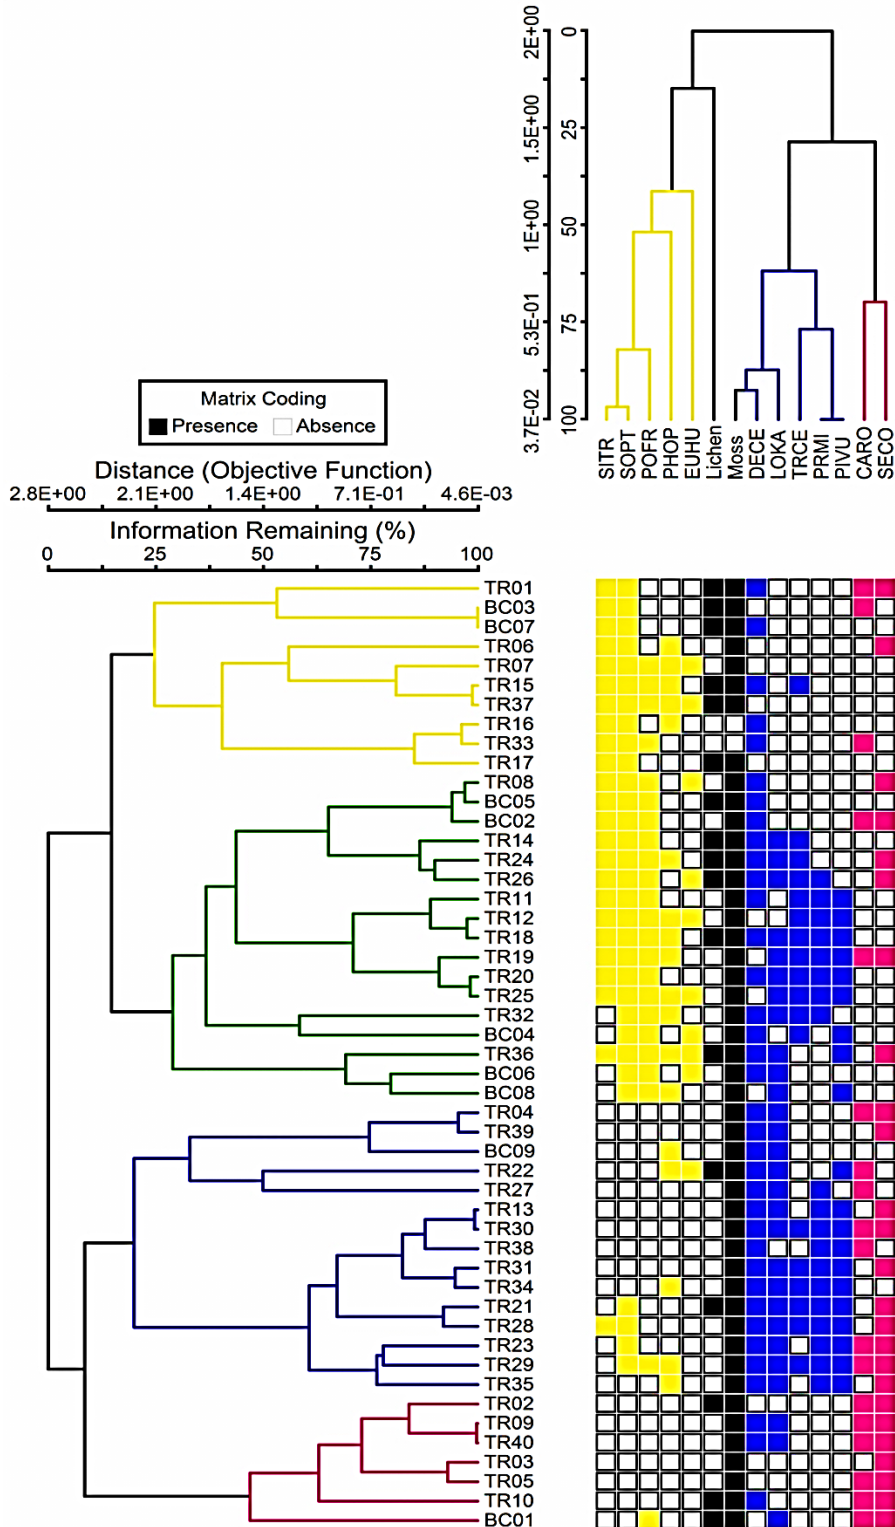 2E+00
1.5E+00
1E+00
5.3E-01
3.7E-02
0
25
50
75
100
SITR
SOPT
POFR
PHOP
EUHU
Lichen
Moss
DECE
LOKA
TRCE
PRMI
PIVU
CARO
SECO
Matrix Coding
Presence Absence
Distance (Objective Function)
2.8E+00 2.1E+00 1.4E+00 7.1E-01 4.6E-03
Information Remaining (%)
0 25 50 75 100
TR01
BC03
BC07
TR06
TR07
TR15
TR37
TR16
TR33
TR17
TR08
BC05
BC02
TR14
TR24
TR26
TR11
TR12
TR18
TR19
TR20
TR25
TR32
BC04
TR36
BC06
BC08
TR04
TR39
BC09
TR22
TR27
TR13
TR30
TR38
TR31
TR34
TR21
TR28
TR23
TR29
TR35
TR02
TR09
TR40
TR03
TR05
TR10
BC01